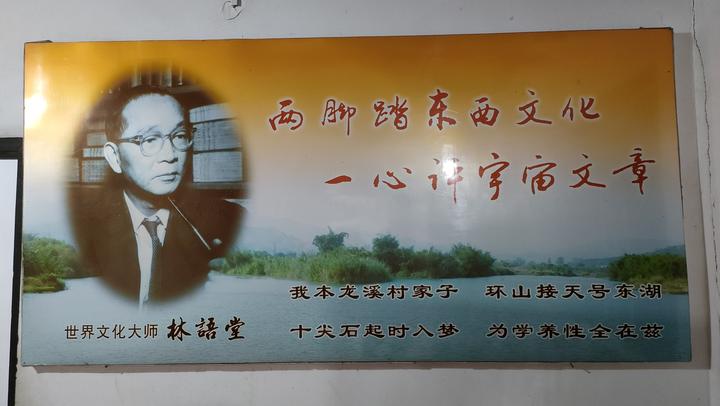 两脚踏东西文化
一心评宇宙文章
我本龙溪村家子 环山接天号东湖
十尖石起时入梦 为学养性全在兹
世界文化大师 林語堂